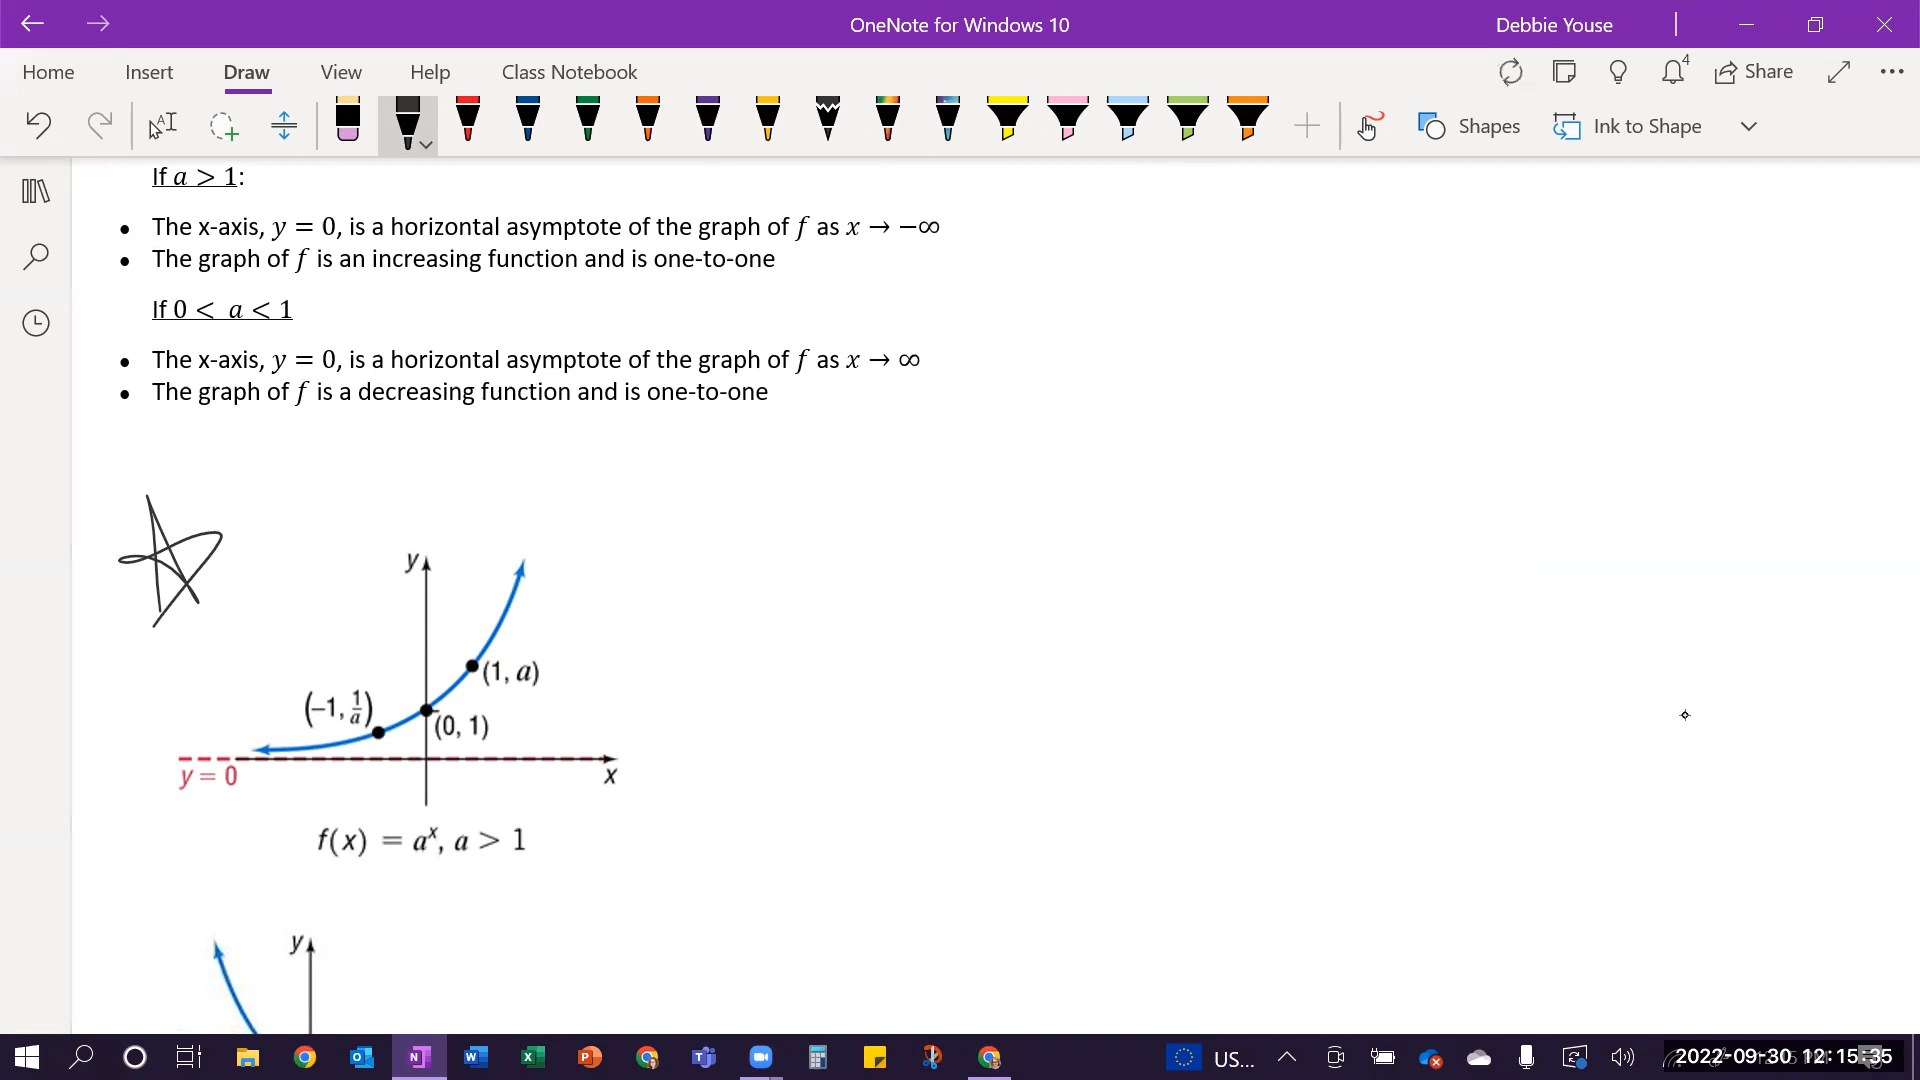 OneNote for Windows 10
Debbie Youse
Home Insert Draw View Help Class Notebook
4 Share
Shapes Ink to Shape
If a > 1:
• The x-axis, y = 0, is a horizontal asymptote of the graph of f as x → −∞
• The graph of f is an increasing function and is one-to-one
If 0 < a < 1
• The x-axis, y = 0, is a horizontal asymptote of the graph of f as x → ∞
• The graph of f is a decreasing function and is one-to-one
y
(1, a)
(−1, 1/a)
(0, 1)
y = 0
x
f(x) = aˣ, a > 1
y
US...
2022-09-30 12:15:35